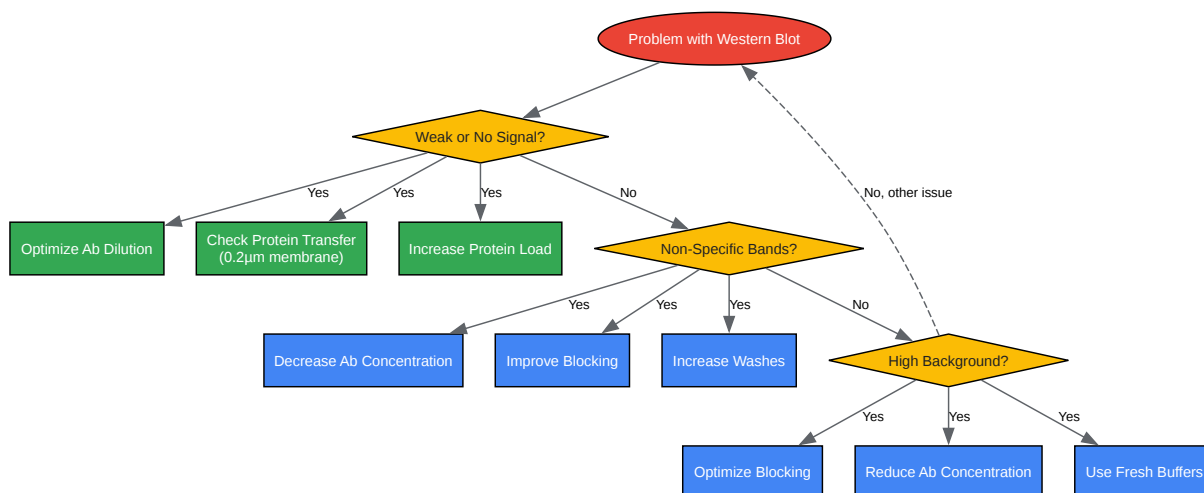 Problem with Western Blot
Weak or No Signal?
Yes
Yes
Yes
No
No, other issue
Optimize Ab Dilution
Check Protein Transfer
(0.2µm membrane)
Increase Protein Load
Non-Specific Bands?
Yes
Yes
Yes
No
Decrease Ab Concentration
Improve Blocking
Increase Washes
High Background?
Yes
Yes
Yes
Optimize Blocking
Reduce Ab Concentration
Use Fresh Buffers